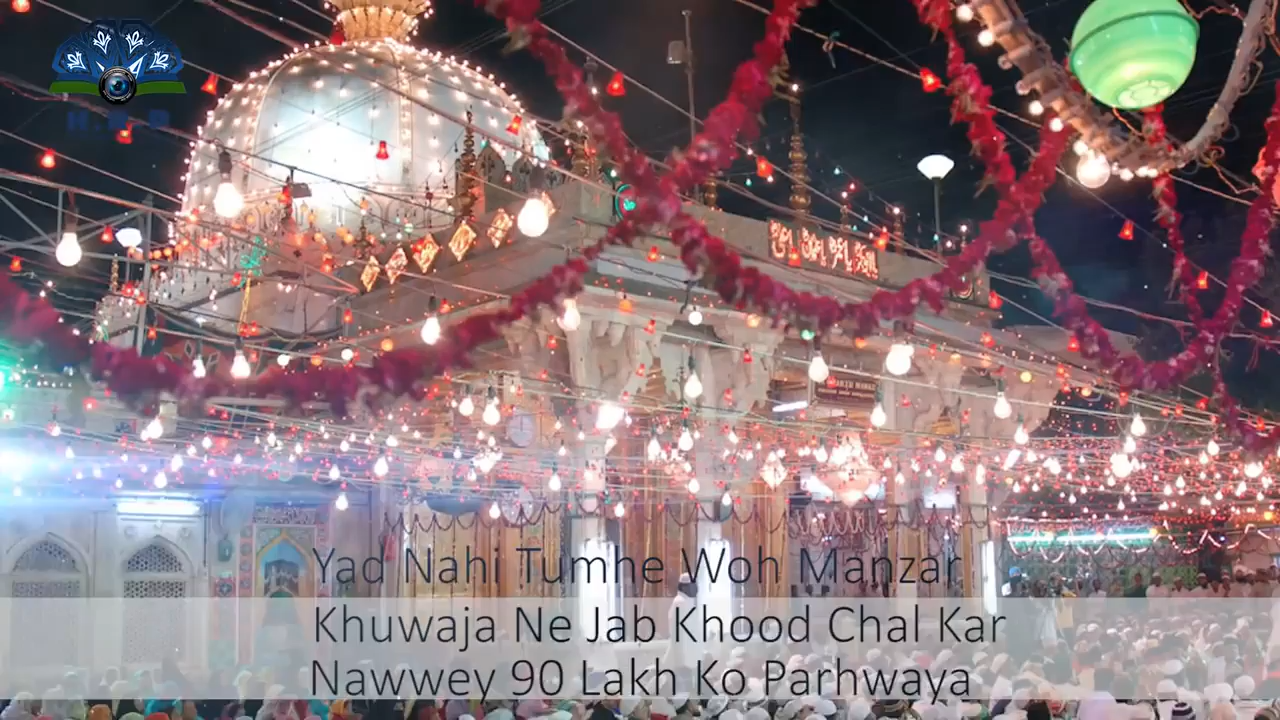 H.R.P
Yad Nahi Tumhe Woh Manzar
Khuwaja Ne Jab Khood Chal Kar
Nawwey 90 Lakh Ko Parhwaya